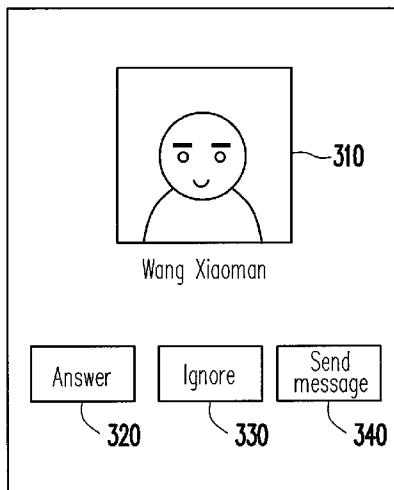 310
Wang Xiaoman
Answer
Ignore
Send
message
320
330
340